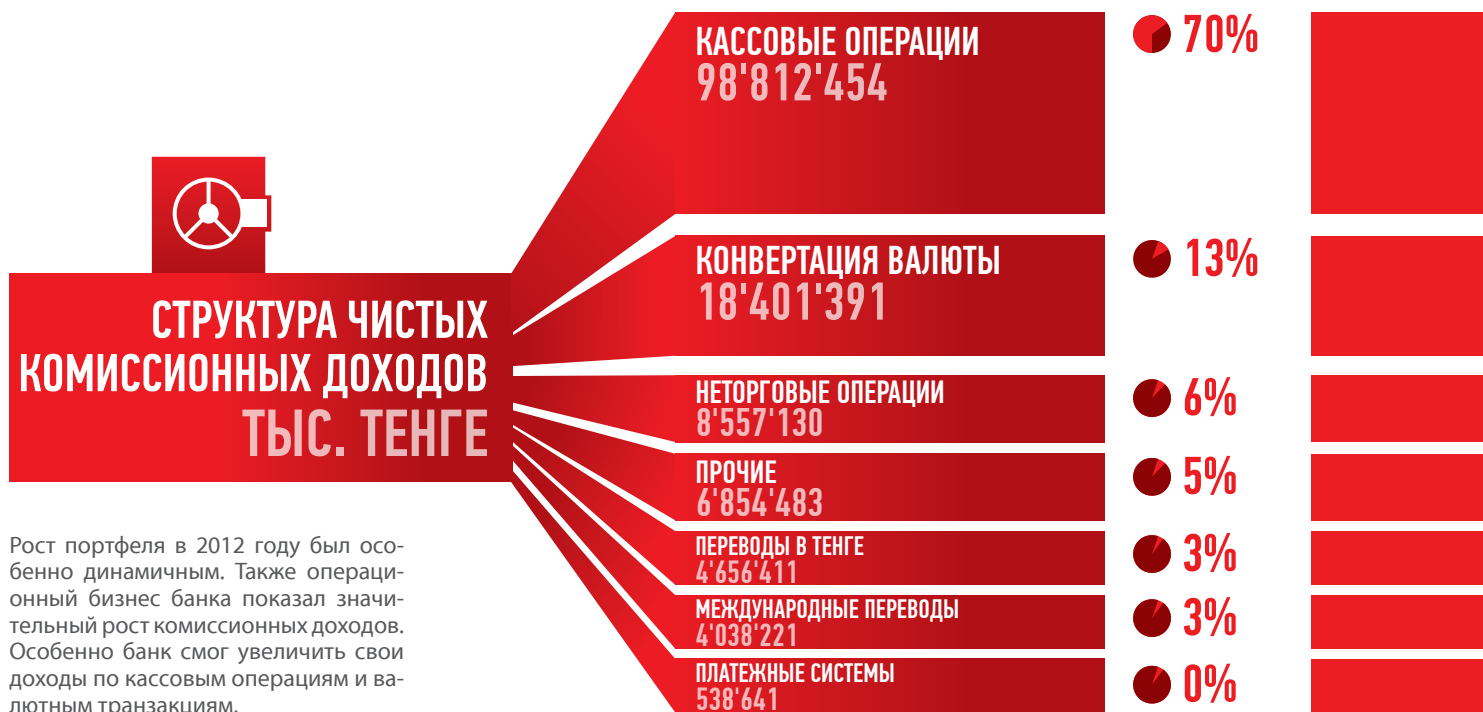 СТРУКТУРА ЧИСТЫХ
КОМИССИОННЫХ ДОХОДОВ
ТЫС. ТЕНГЕ
Рост портфеля в 2012 году был осо-
бенно динамичным. Также операци-
онный бизнес банка показал значи-
тельный рост комиссионных доходов.
Особенно банк смог увеличить свои
доходы по кассовым операциям и ва-
лютным транзакциям.
КАССОВЫЕ ОПЕРАЦИИ
98'812'454
70%
КОНВЕРТАЦИЯ ВАЛЮТЫ
18'401'391
13%
НЕТОРГОВЫЕ ОПЕРАЦИИ
8'557'130
6%
ПРОЧИЕ
6'854'483
5%
ПЕРЕВОДЫ В ТЕНГЕ
4'656'411
3%
МЕЖДУНАРОДНЫЕ ПЕРЕВОДЫ
4'038'221
3%
ПЛАТЕЖНЫЕ СИСТЕМЫ
538'641
0%